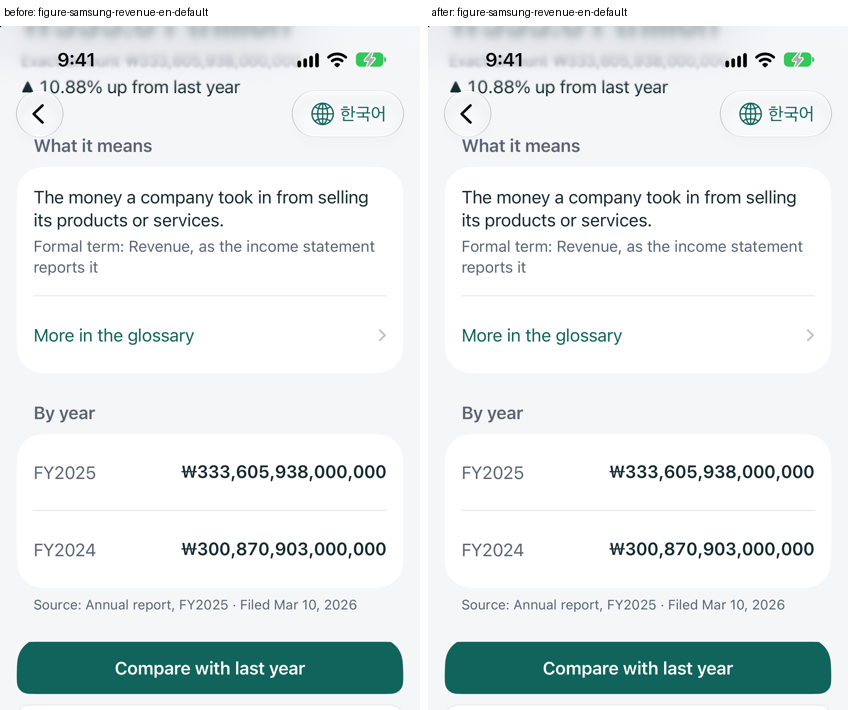 before: figure-samsung-revenue-en-default
9:41
▲ 10.88% up from last year
한국어
What it means
The money a company took in from selling
its products or services.
Formal term: Revenue, as the income statement
reports it
More in the glossary
By year
FY2025 ₩333,605,938,000,000
FY2024 ₩300,870,903,000,000
Source: Annual report, FY2025 · Filed Mar 10, 2026
Compare with last year
after: figure-samsung-revenue-en-default
9:41
▲ 10.88% up from last year
한국어
What it means
The money a company took in from selling
its products or services.
Formal term: Revenue, as the income statement
reports it
More in the glossary
By year
FY2025 ₩333,605,938,000,000
FY2024 ₩300,870,903,000,000
Source: Annual report, FY2025 · Filed Mar 10, 2026
Compare with last year